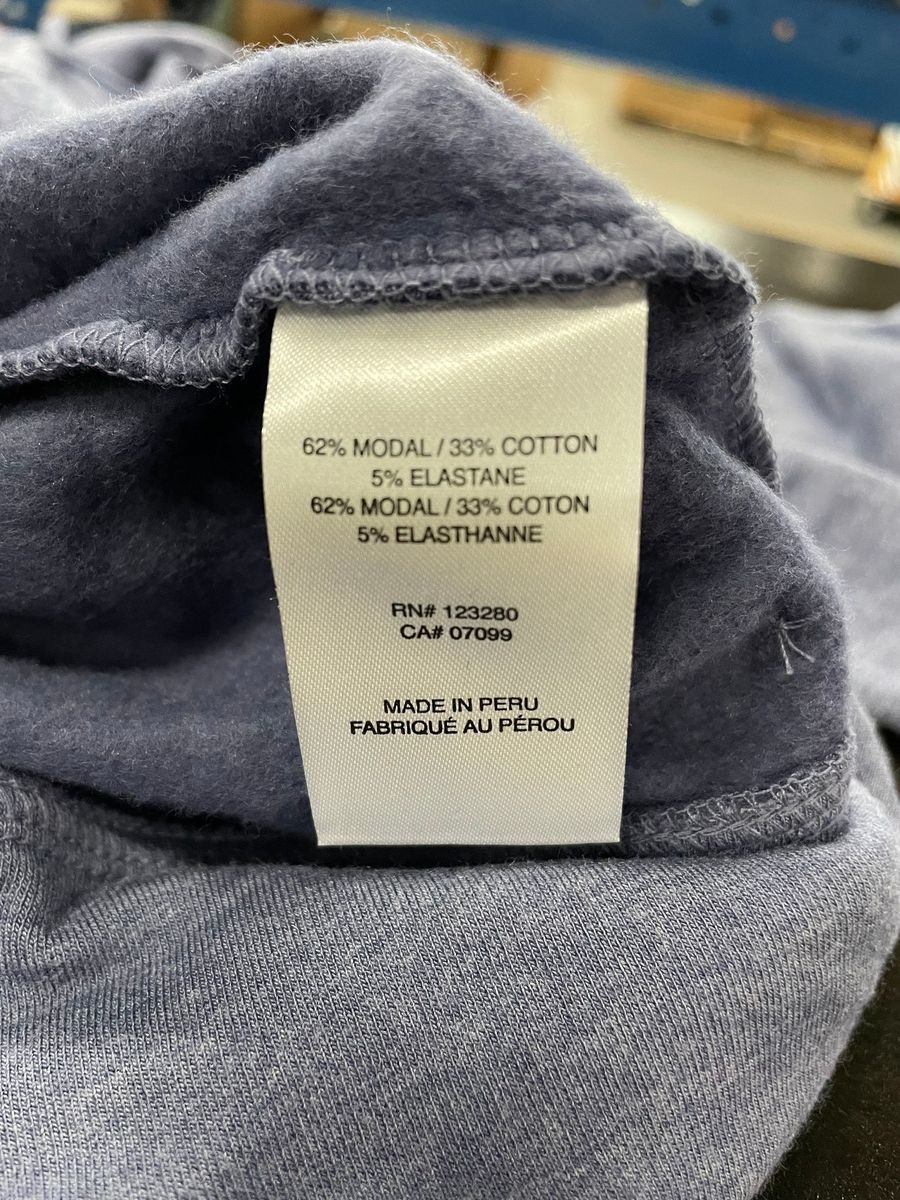 62% MODAL / 33% COTTON
5% ELASTANE
62% MODAL / 33% COTON
5% ELASTHANNE
RN# 123280
CA# 07099
MADE IN PERU
FABRIQUÉ AU PÉROU